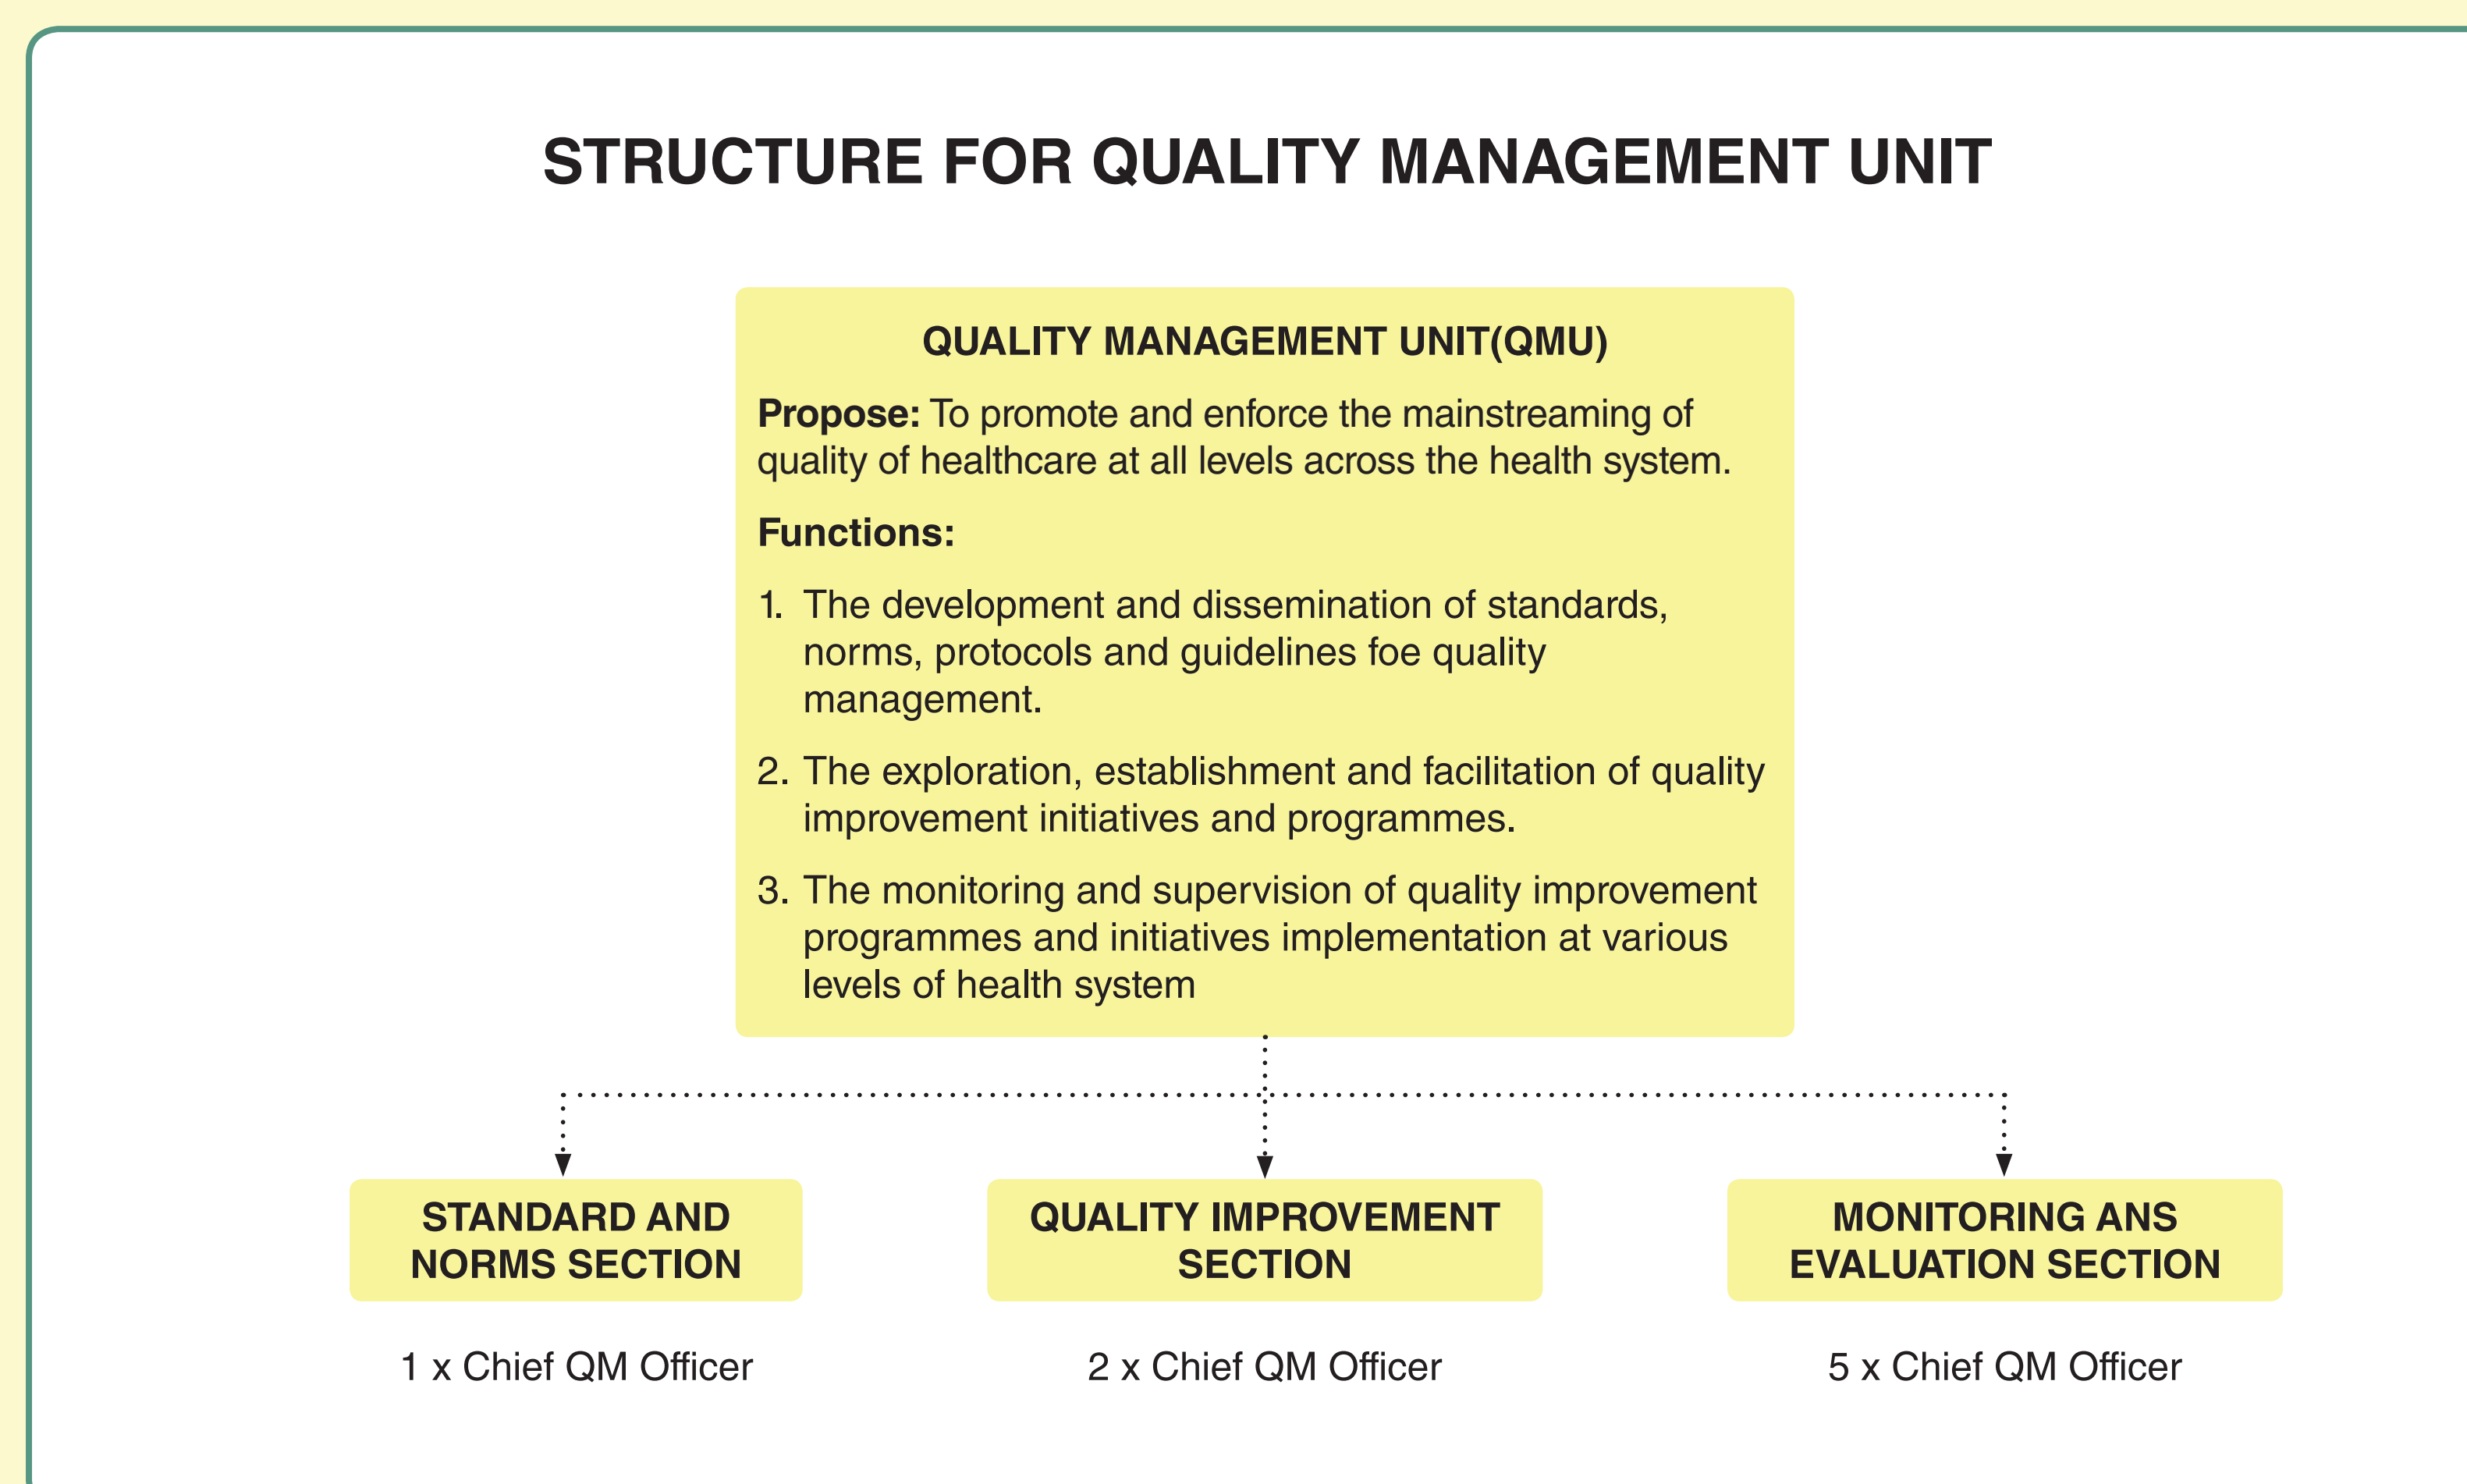 STRUCTURE FOR QUALITY MANAGEMENT UNIT
QUALITY MANAGEMENT UNIT(QMU)
Propose: To promote and enforce the mainstreaming of
quality of healthcare at all levels across the health system.
Functions:
1. The development and dissemination of standards,
norms, protocols and guidelines foe quality
management.
2. The exploration, establishment and facilitation of quality
improvement initiatives and programmes.
3. The monitoring and supervision of quality improvement
programmes and initiatives implementation at various
levels of health system
STANDARD AND
NORMS SECTION
1 x Chief QM Officer
QUALITY IMPROVEMENT
SECTION
2 x Chief QM Officer
MONITORING ANS
EVALUATION SECTION
5 x Chief QM Officer